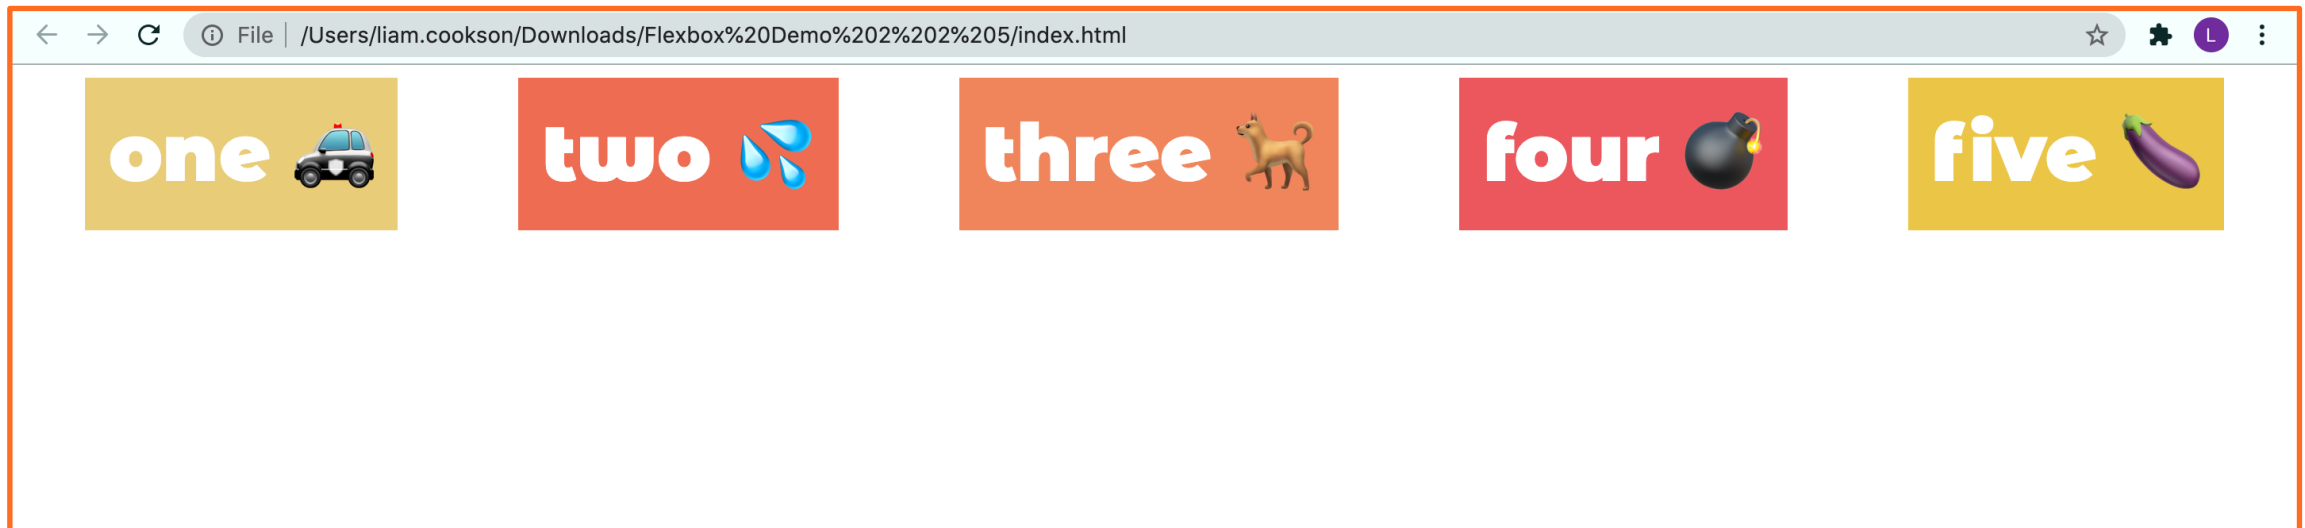 File /Users/liam.cookson/Downloads/Flexbox%20Demo%202%202%205/index.html L
one two three four five